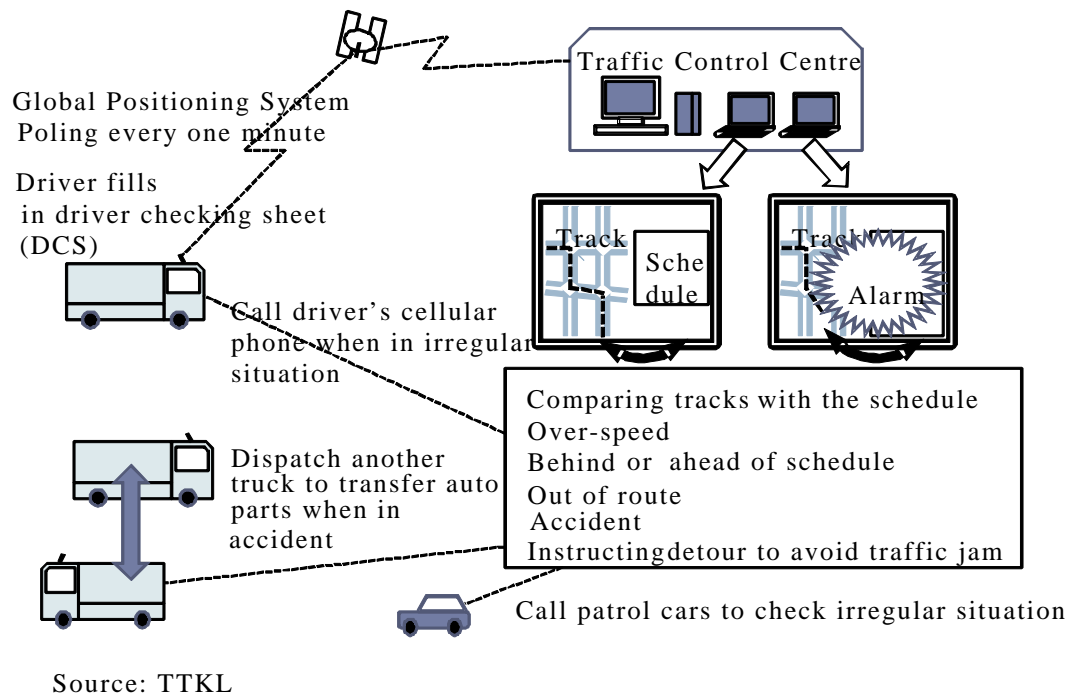 Traffic Control Centre
Global Positioning System
Poling every one minute
Driver fills
in driver checking sheet
(DCS)
Track
Sche
dule
Track
Alarm
Call driver's cellular
phone when in irregular
situation
Comparing tracks with the schedule
Over-speed
Behind or ahead of schedule
Out of route
Accident
Instructingdetour to avoid traffic jam
Dispatch another
truck to transfer auto
parts when in
accident
Call patrol cars to check irregular situation
Source: TTKL